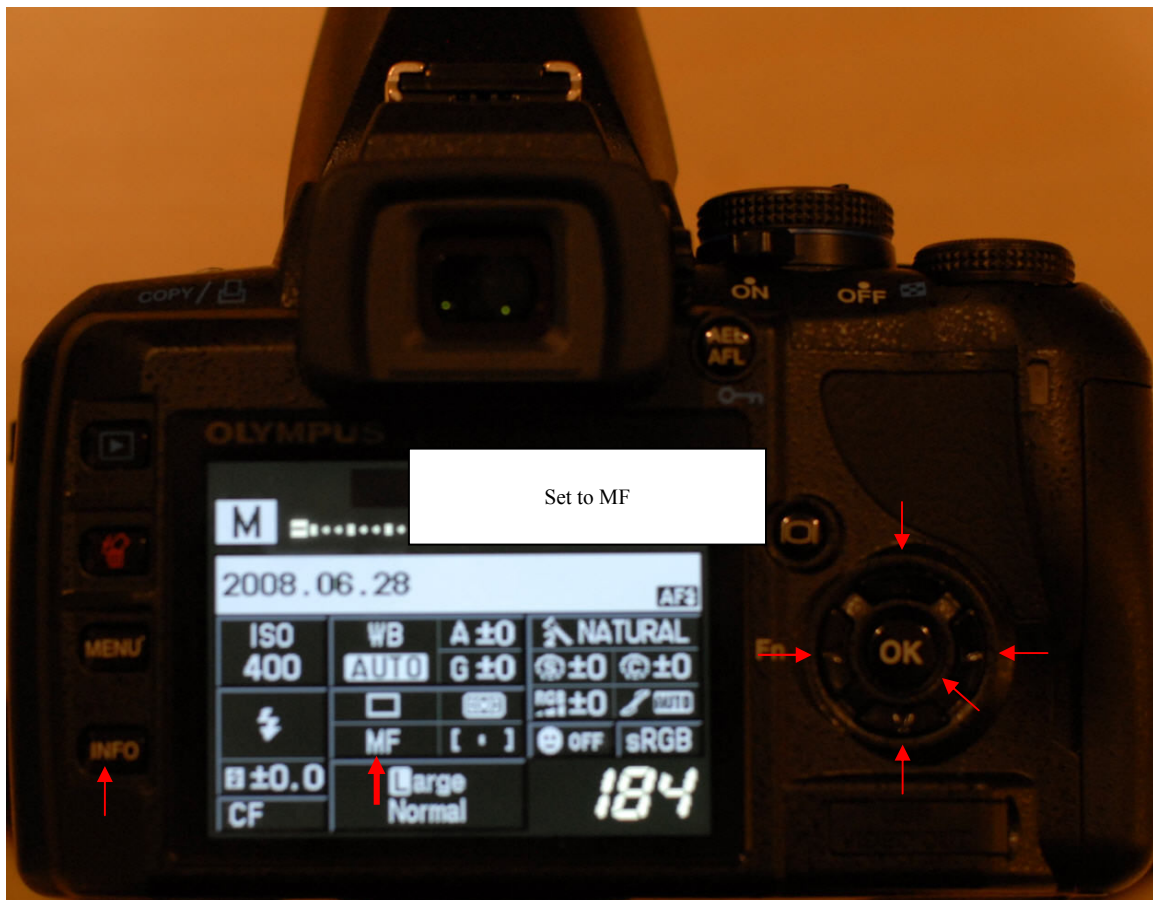 COPY/
ON OFF
AEL
AFL
OLYMPUS
Set to MF
M
2008.06.28
AFS
ISO
400
WB
AUTO
A ±0
G ±0
NATURAL
S ±0 C ±0
RGB ±0 AUTO
MF
OFF sRGB
±0.0
CF
Large
Normal
184
MENU
INFO
Fn
OK